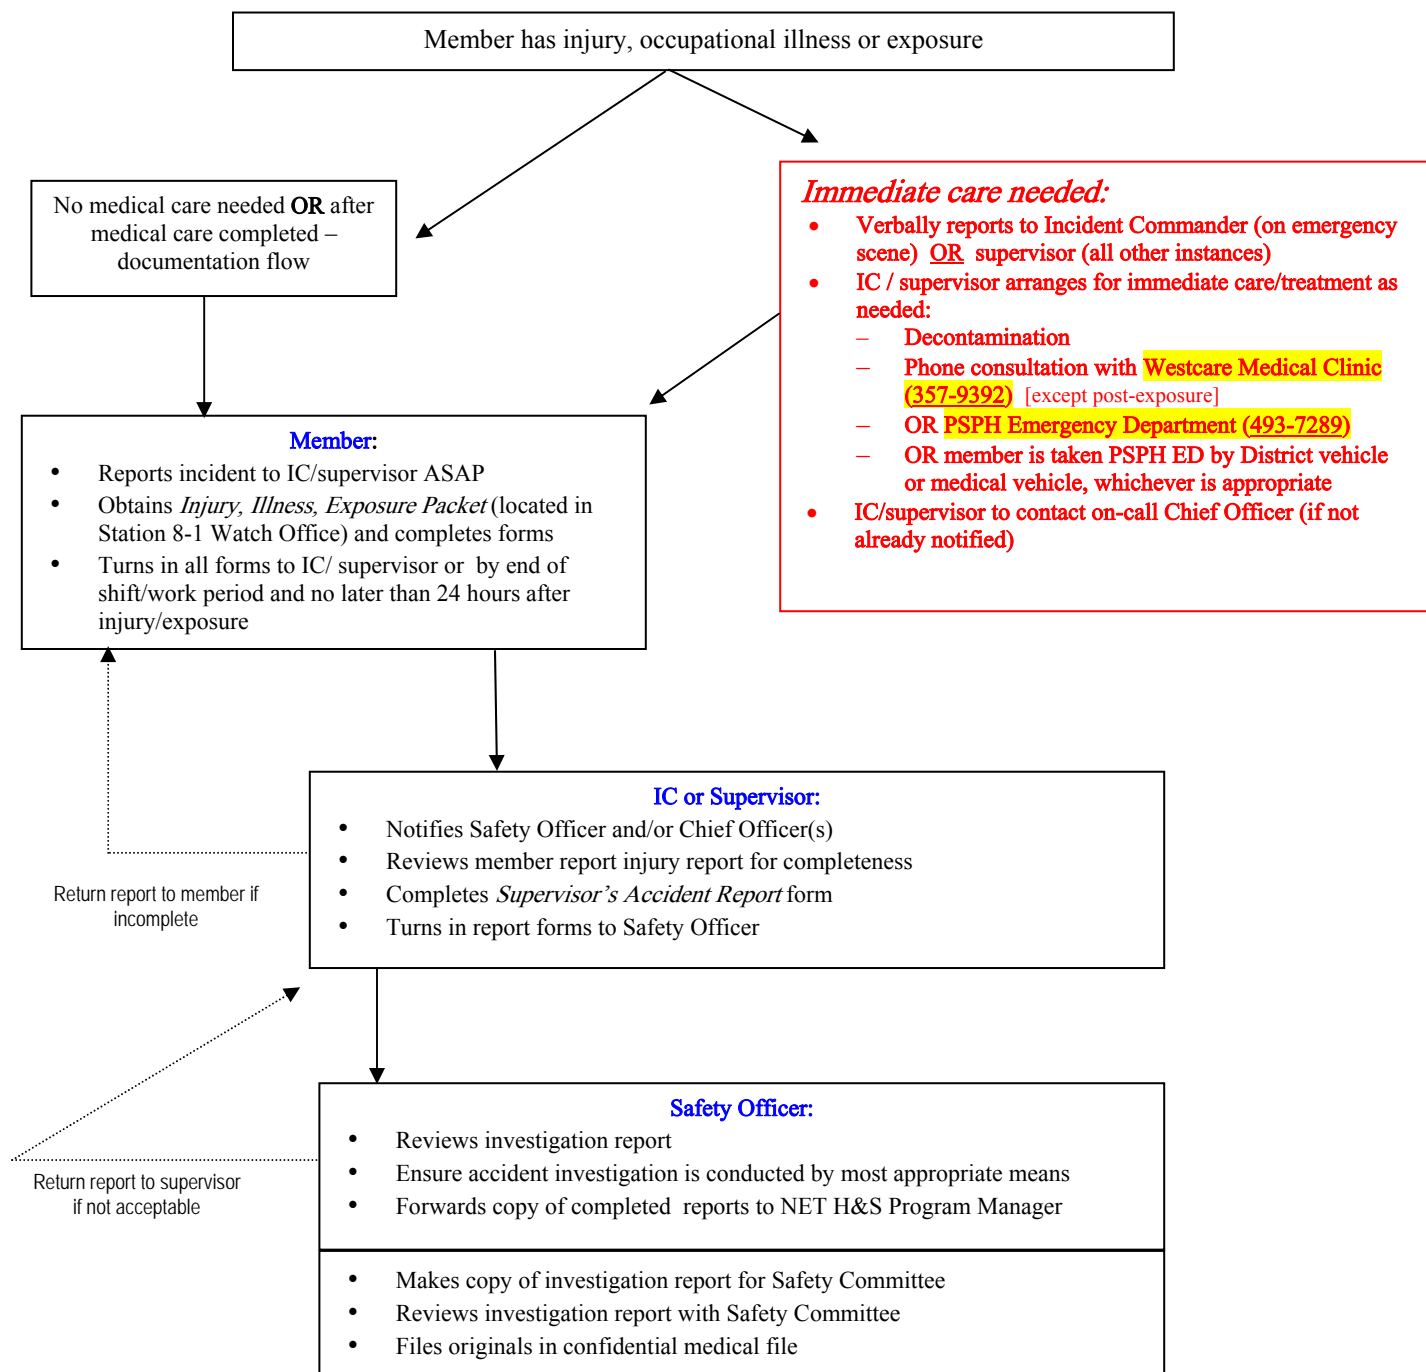 Member has injury, occupational illness or exposure
No medical care needed OR after
medical care completed –
documentation flow
Immediate care needed:
• Verbally reports to Incident Commander (on emergency
scene) OR supervisor (all other instances)
• IC / supervisor arranges for immediate care/treatment as
needed:
– Decontamination
– Phone consultation with Westcare Medical Clinic
(357-9392) [except post-exposure]
– OR PSPH Emergency Department (493-7289)
– OR member is taken PSPH ED by District vehicle
or medical vehicle, whichever is appropriate
• IC/supervisor to contact on-call Chief Officer (if not
already notified)
Member:
• Reports incident to IC/supervisor ASAP
• Obtains Injury, Illness, Exposure Packet (located in
Station 8-1 Watch Office) and completes forms
• Turns in all forms to IC/ supervisor or by end of
shift/work period and no later than 24 hours after
injury/exposure
IC or Supervisor:
• Notifies Safety Officer and/or Chief Officer(s)
• Reviews member report injury report for completeness
• Completes Supervisor's Accident Report form
• Turns in report forms to Safety Officer
Return report to member if
incomplete
Safety Officer:
• Reviews investigation report
• Ensure accident investigation is conducted by most appropriate means
• Forwards copy of completed reports to NET H&S Program Manager
Return report to supervisor
if not acceptable
• Makes copy of investigation report for Safety Committee
• Reviews investigation report with Safety Committee
• Files originals in confidential medical file